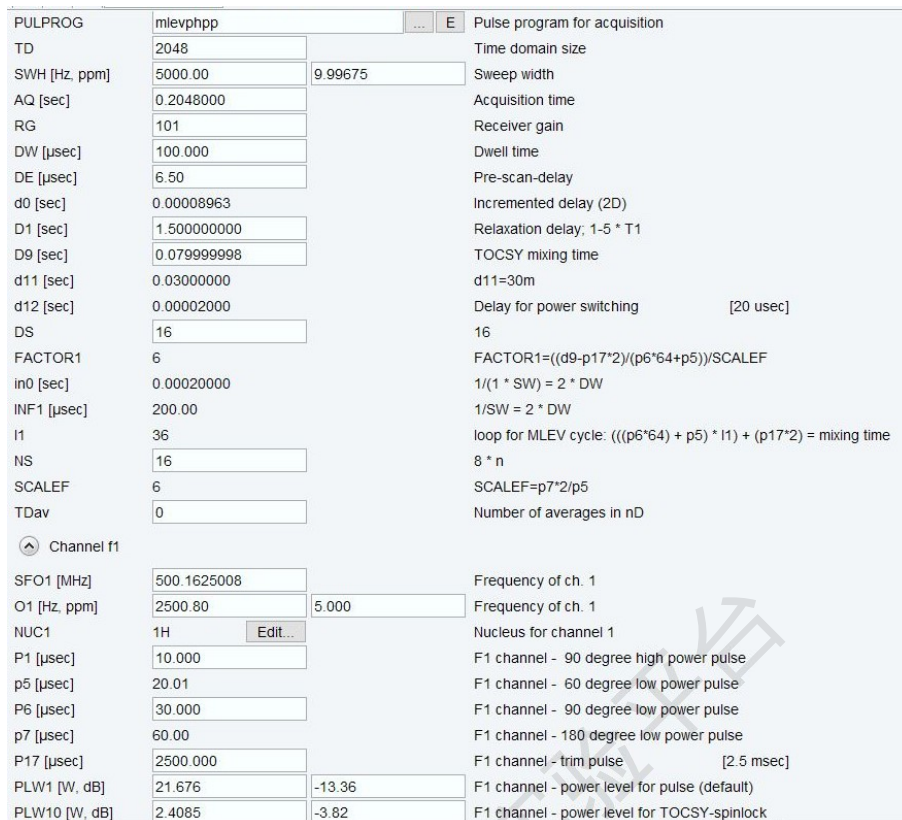 PULPROG mlevphpp ... E Pulse program for acquisition
TD 2048 Time domain size
SWH [Hz, ppm] 5000.00 9.99675 Sweep width
AQ [sec] 0.2048000 Acquisition time
RG 101 Receiver gain
DW [µsec] 100.000 Dwell time
DE [µsec] 6.50 Pre-scan-delay
d0 [sec] 0.00008963 Incremented delay (2D)
D1 [sec] 1.500000000 Relaxation delay; 1-5 * T1
D9 [sec] 0.079999998 TOCSY mixing time
d11 [sec] 0.03000000 d11=30m
d12 [sec] 0.00002000 Delay for power switching [20 usec]
DS 16 16
FACTOR1 6 FACTOR1=((d9-p17*2)/(p6*64+p5))/SCALEF
in0 [sec] 0.00020000 1/(1 * SW) = 2 * DW
INF1 [µsec] 200.00 1/SW = 2 * DW
l1 36 loop for MLEV cycle: (((p6*64) + p5) * l1) + (p17*2) = mixing time
NS 16 8 * n
SCALEF 6 SCALEF=p7*2/p5
TDav 0 Number of averages in nD
Channel f1
SFO1 [MHz] 500.1625008 Frequency of ch. 1
O1 [Hz, ppm] 2500.80 5.000 Frequency of ch. 1
NUC1 1H Edit... Nucleus for channel 1
P1 [µsec] 10.000 F1 channel - 90 degree high power pulse
p5 [µsec] 20.01 F1 channel - 60 degree low power pulse
P6 [µsec] 30.000 F1 channel - 90 degree low power pulse
p7 [µsec] 60.00 F1 channel - 180 degree low power pulse
P17 [µsec] 2500.000 F1 channel - trim pulse [2.5 msec]
PLW1 [W, dB] 21.676 -13.36 F1 channel - power level for pulse (default)
PLW10 [W, dB] 2.4085 -3.82 F1 channel - power level for TOCSY-spinlock
验平台